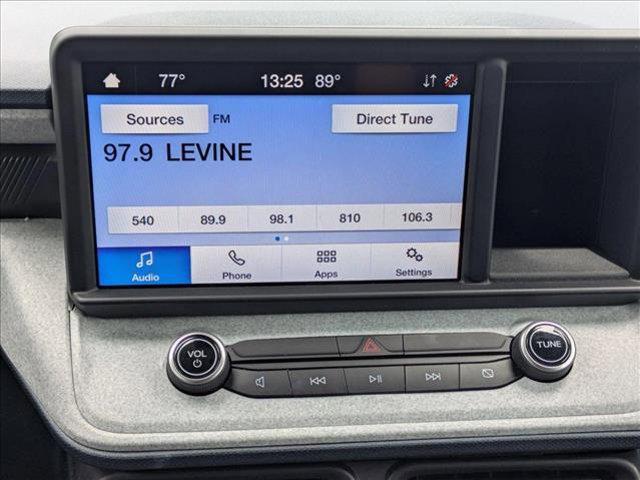 77° 13:25 89°
Sources FM Direct Tune
97.9 LEVINE
540 89.9 98.1 810 106.3
Audio Phone Apps Settings
VOL TUNE